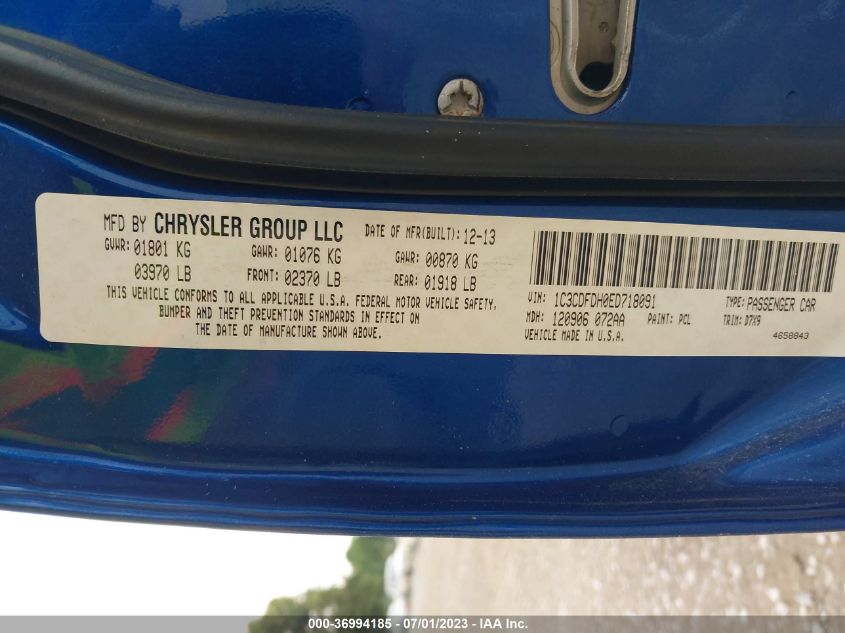 MFD BY CHRYSLER GROUP LLC DATE OF MFR(BUILT): 12-13
GVWR: 01801 KG GAWR: 01076 KG GAWR: 00870 KG
03970 LB FRONT: 02370 LB REAR: 01918 LB
THIS VEHICLE CONFORMS TO ALL APPLICABLE U.S.A. FEDERAL MOTOR VEHICLE SAFETY,
BUMPER AND THEFT PREVENTION STANDARDS IN EFFECT ON
THE DATE OF MANUFACTURE SHOWN ABOVE.
VIN: 1C3CDFDH0ED718091 TYPE: PASSENGER CAR
MDH: 120906 072AA PAINT: PCL TRIM: D7X9
VEHICLE MADE IN U.S.A. 4658843
000-36994185 - 07/01/2023 - IAA Inc.